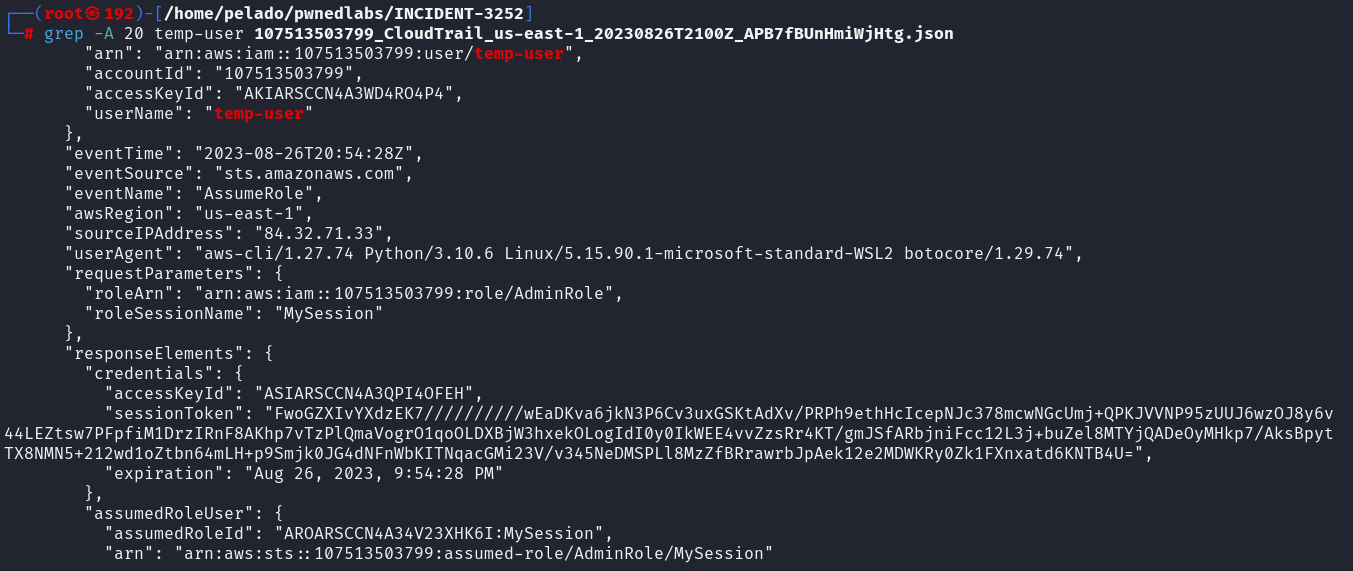 ┌──(root㉿192)-[/home/pelado/pwnedlabs/INCIDENT-3252]
└─# grep -A 20 temp-user 107513503799_CloudTrail_us-east-1_20230826T2100Z_APB7fBUnHmiWjHtg.json
        "arn": "arn:aws:iam::107513503799:user/temp-user",
        "accountId": "107513503799",
        "accessKeyId": "AKIARSCCN4A3WD4RO4P4",
        "userName": "temp-user"
      },
      "eventTime": "2023-08-26T20:54:28Z",
      "eventSource": "sts.amazonaws.com",
      "eventName": "AssumeRole",
      "awsRegion": "us-east-1",
      "sourceIPAddress": "84.32.71.33",
      "userAgent": "aws-cli/1.27.74 Python/3.10.6 Linux/5.15.90.1-microsoft-standard-WSL2 botocore/1.29.74",
      "requestParameters": {
        "roleArn": "arn:aws:iam::107513503799:role/AdminRole",
        "roleSessionName": "MySession"
      },
      "responseElements": {
        "credentials": {
          "accessKeyId": "ASIARSCCN4A3QPI4OFEH",
          "sessionToken": "FwoGZXIvYXdzEK7//////////wEaDKva6jkN3P6Cv3uxGSKtAdXv/PRPh9ethHcIcepNJc378mcwNGcUmj+QPKJVVNP95zUUJ6wzOJ8y6v
44LEZtsw7PFpfiM1DrzIRnF8AKhp7vTzPlQmaVogrO1qoOLDXBjW3hxekOLogIdI0y0IkWEE4vvZzsRr4KT/gmJSfARbjniFcc12L3j+buZel8MTYjQADeOyMHkp7/AksBpyt
TX8NMN5+212wd1oZtbn64mLH+p9Smjk0JG4dNFnWbKITNqacGMi23V/v345NeDMSPLl8MzZfBRrawrbJpAek12e2MDWKRy0Zk1FXnxatd6KNTB4U=",
          "expiration": "Aug 26, 2023, 9:54:28 PM"
        },
        "assumedRoleUser": {
          "assumedRoleId": "AROARSCCN4A34V23XHK6I:MySession",
          "arn": "arn:aws:sts::107513503799:assumed-role/AdminRole/MySession"